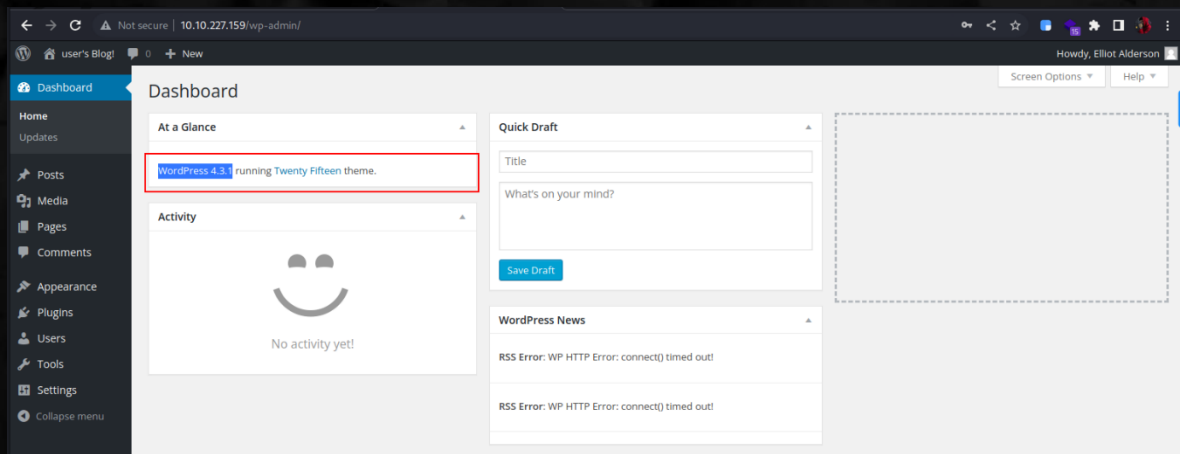 Not secure | 10.10.227.159/wp-admin/
15
user's Blog! 0 + New
Howdy, Elliot Alderson
Screen Options ▼ Help ▼
Dashboard
Home
Updates
Posts
Media
Pages
Comments
Appearance
Plugins
Users
Tools
Settings
Collapse menu
Dashboard
At a Glance
WordPress 4.3.1 running Twenty Fifteen theme.
Activity
No activity yet!
Quick Draft
Title
What's on your mind?
Save Draft
WordPress News
RSS Error: WP HTTP Error: connect() timed out!
RSS Error: WP HTTP Error: connect() timed out!